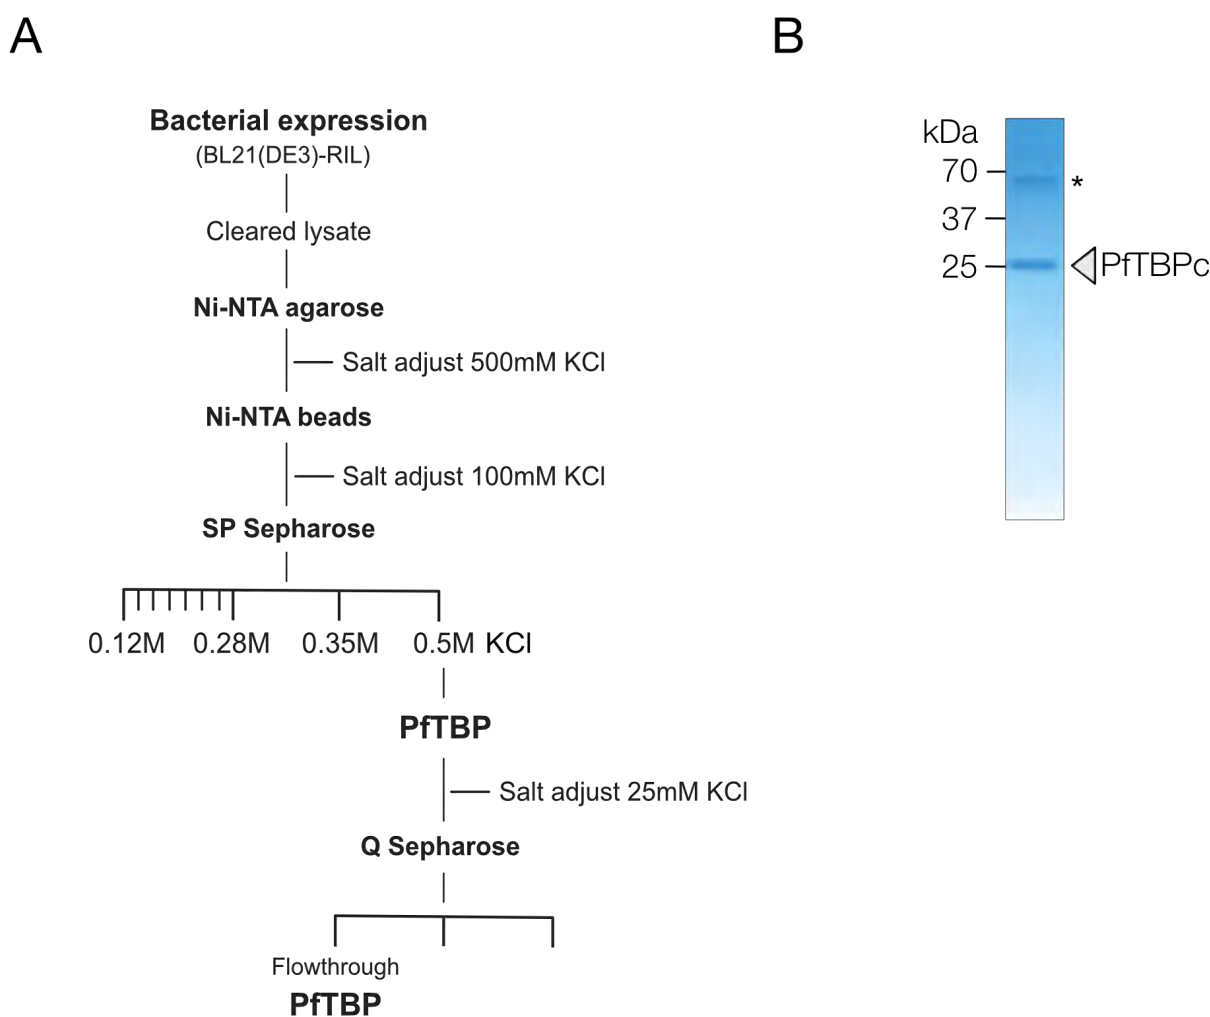 A
Bacterial expression
(BL21(DE3)-RIL)
Cleared lysate
Ni-NTA agarose
Salt adjust 500mM KCl
Ni-NTA beads
Salt adjust 100mM KCl
SP Sepharose
0.12M 0.28M 0.35M 0.5M KCl
PfTBP
Salt adjust 25mM KCl
Q Sepharose
Flowthrough
PfTBP
B
kDa
70 *
37
25 PfTBPc